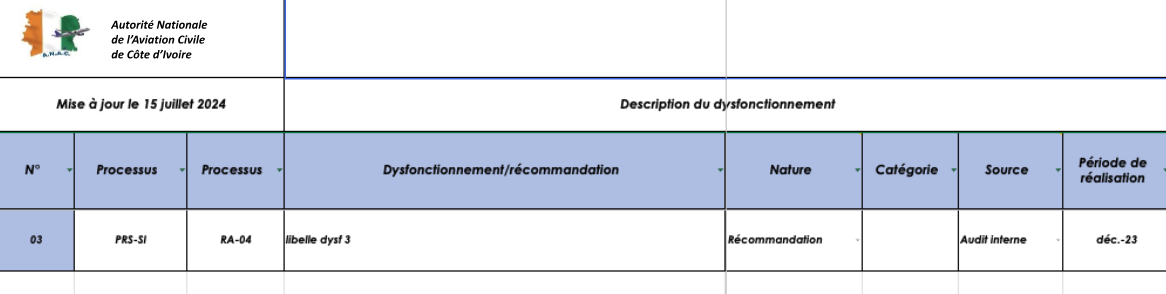 Autorité Nationale
de l'Aviation Civile
de Côte d'Ivoire
A.N.A.C.
Mise à jour le 15 juillet 2024
Description du dysfonctionnement
N°
Processus
Processus
Dysfonctionnement/récommandation
Nature
Catégorie
Source
Période de
réalisation
03
PRS-SI
RA-04
libelle dysf 3
Récommandation
Audit interne
déc.-23